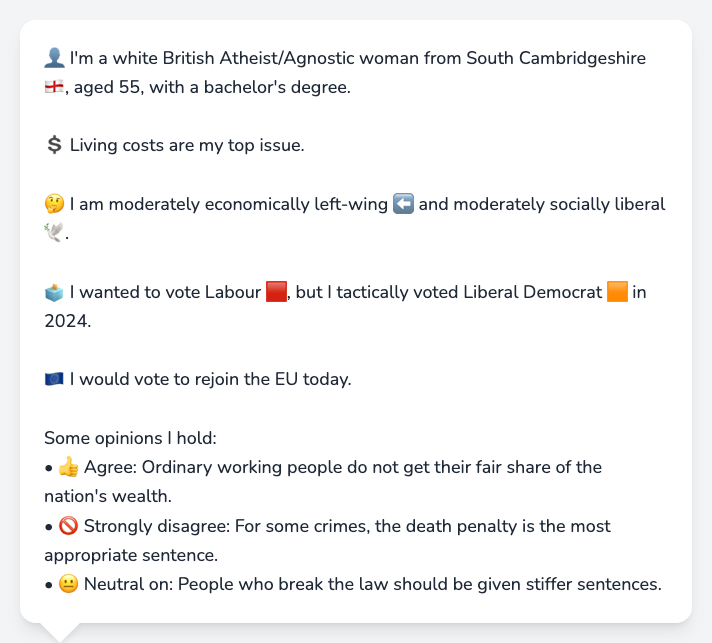 👤 I'm a white British Atheist/Agnostic woman from South Cambridgeshire
🏴󠁧󠁢󠁥󠁮󠁧󠁿, aged 55, with a bachelor's degree.
💲 Living costs are my top issue.
🤔 I am moderately economically left-wing ⬅️ and moderately socially liberal
🕊️.
🗳️ I wanted to vote Labour 🟥, but I tactically voted Liberal Democrat 🟧 in
2024.
🇪🇺 I would vote to rejoin the EU today.
Some opinions I hold:
• 👍 Agree: Ordinary working people do not get their fair share of the
nation's wealth.
• 🚫 Strongly disagree: For some crimes, the death penalty is the most
appropriate sentence.
• 😐 Neutral on: People who break the law should be given stiffer sentences.